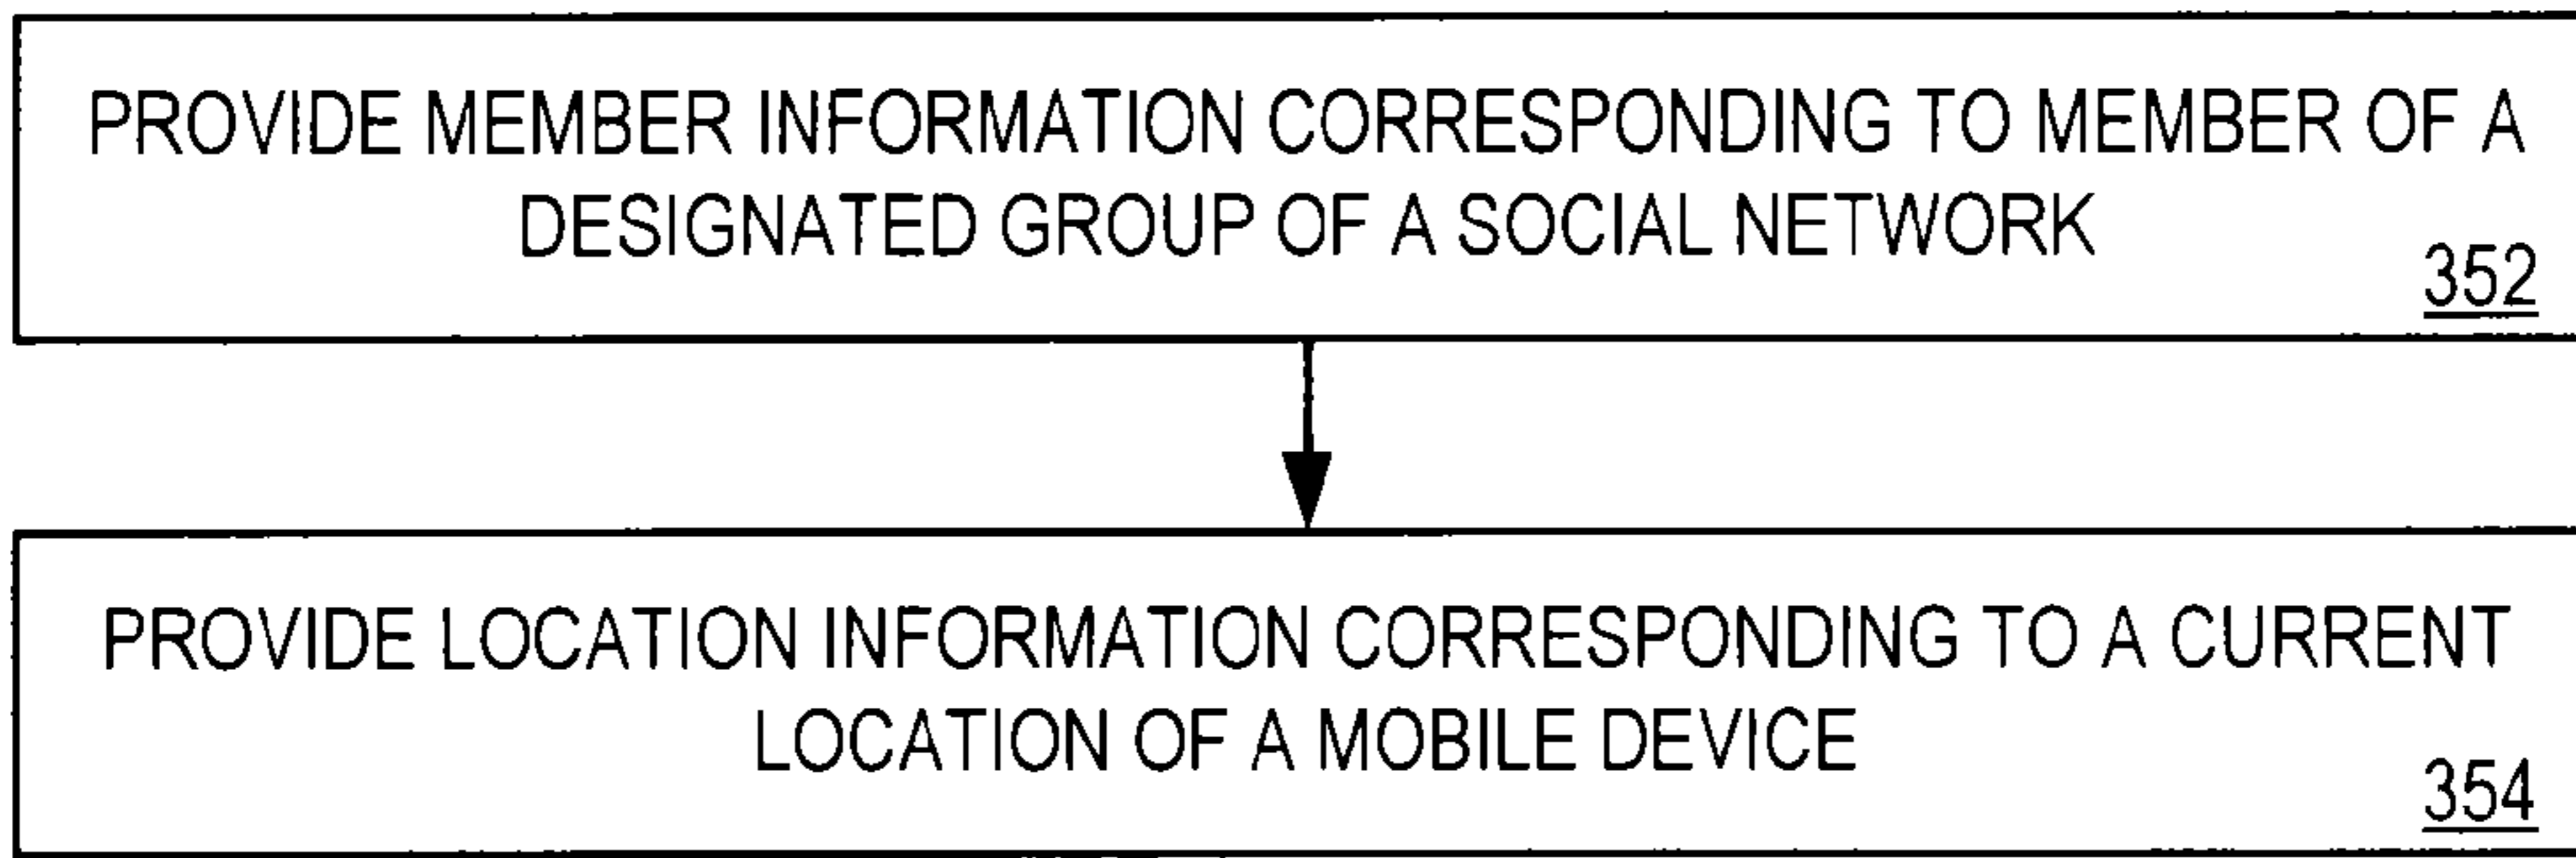 PROVIDE MEMBER INFORMATION CORRESPONDING TO MEMBER OF A
DESIGNATED GROUP OF A SOCIAL NETWORK
352
PROVIDE LOCATION INFORMATION CORRESPONDING TO A CURRENT
LOCATION OF A MOBILE DEVICE
354